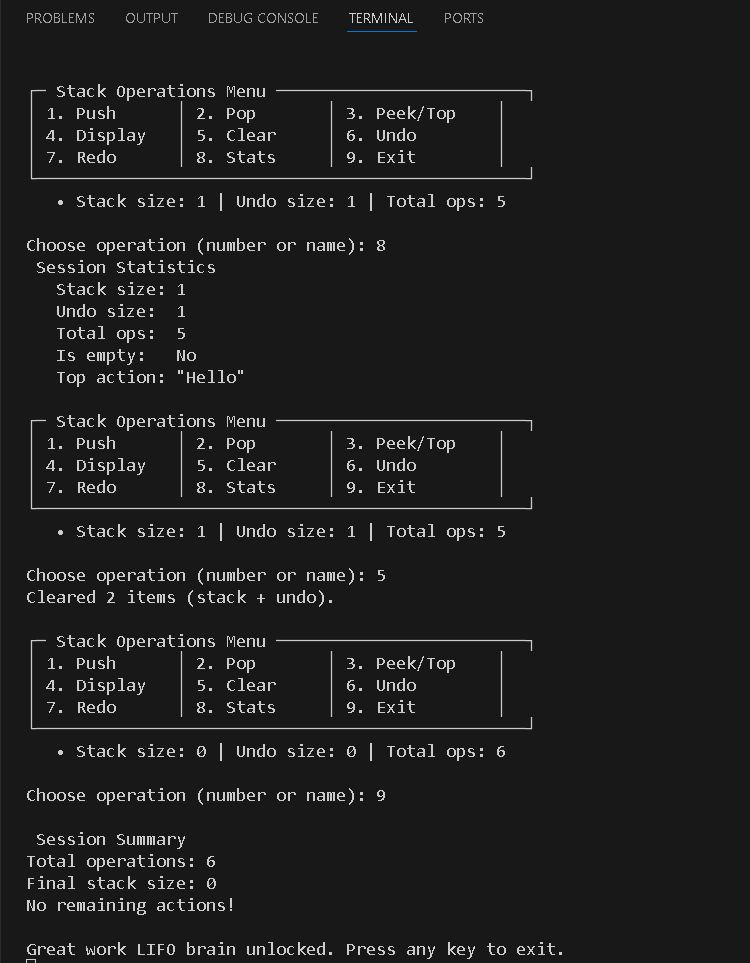 PROBLEMS OUTPUT DEBUG CONSOLE TERMINAL PORTS
Stack Operations Menu
1. Push | 2. Pop | 3. Peek/Top |
4. Display | 5. Clear | 6. Undo |
7. Redo | 8. Stats | 9. Exit |
• Stack size: 1 | Undo size: 1 | Total ops: 5
Choose operation (number or name): 8
Session Statistics
Stack size: 1
Undo size: 1
Total ops: 5
Is empty: No
Top action: "Hello"
Stack Operations Menu
1. Push | 2. Pop | 3. Peek/Top |
4. Display | 5. Clear | 6. Undo |
7. Redo | 8. Stats | 9. Exit |
• Stack size: 1 | Undo size: 1 | Total ops: 5
Choose operation (number or name): 5
Cleared 2 items (stack + undo).
Stack Operations Menu
1. Push | 2. Pop | 3. Peek/Top |
4. Display | 5. Clear | 6. Undo |
7. Redo | 8. Stats | 9. Exit |
• Stack size: 0 | Undo size: 0 | Total ops: 6
Choose operation (number or name): 9
Session Summary
Total operations: 6
Final stack size: 0
No remaining actions!
Great work LIFO brain unlocked. Press any key to exit.